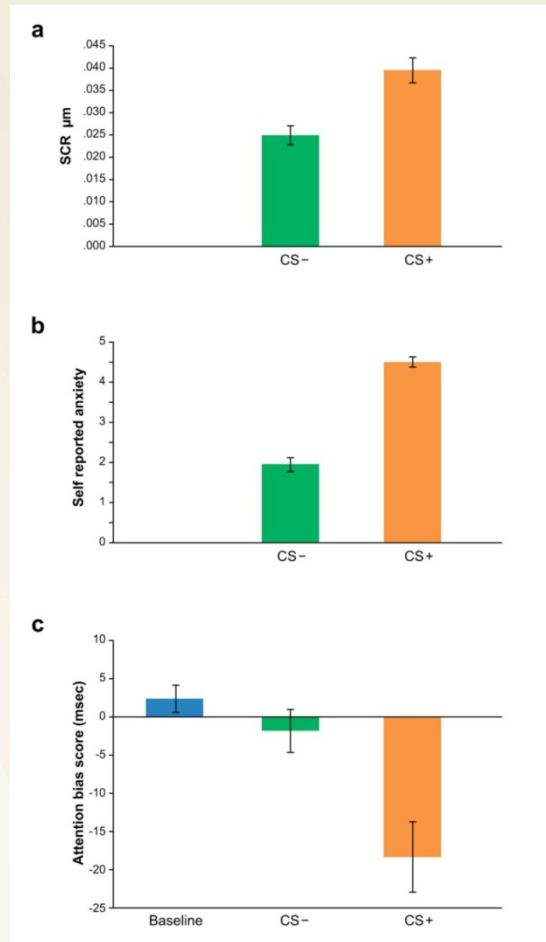 a
SCR µm
.045
.040
.035
.030
.025
.020
.015
.010
.005
.000
CS−
CS+
b
Self reported anxiety
5
4
3
2
1
0
CS−
CS+
c
Attention bias score (msec)
10
5
0
-5
-10
-15
-20
-25
Baseline
CS−
CS+